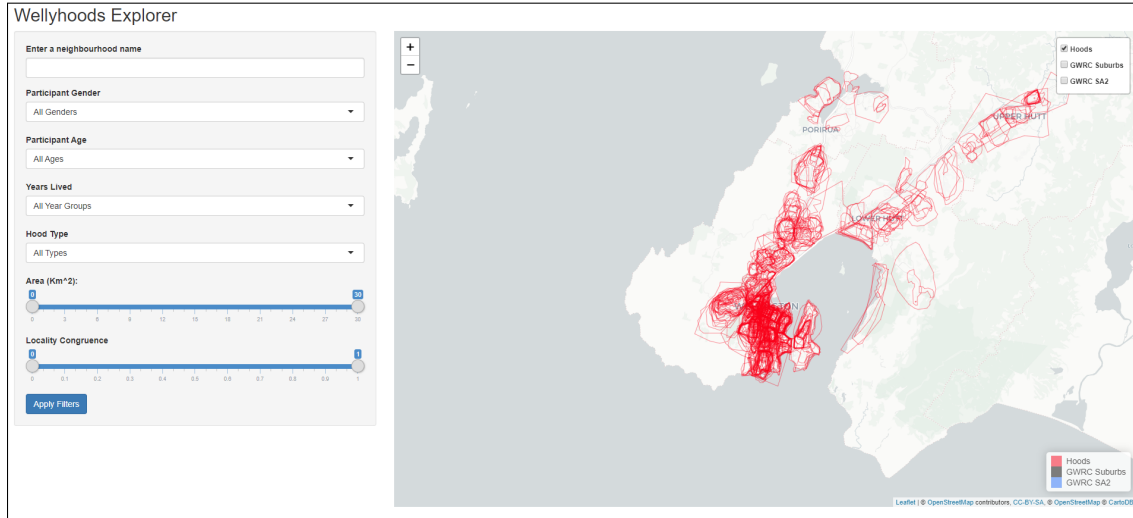 Wellyhoods Explorer
Enter a neighbourhood name
Participant Gender
All Genders
Participant Age
All Ages
Years Lived
All Year Groups
Hood Type
All Types
Area (Km^2):
0 30
0 3 6 9 12 15 18 21 24 27 30
Locality Congruence
0 1
0 0.1 0.2 0.3 0.4 0.5 0.6 0.7 0.8 0.9 1
Apply Filters
+
−
Hoods
GWRC Suburbs
GWRC SA2
UPPER HUTT
PORIRUA
LOWER HUTT
WELLINGTON
Hoods
GWRC Suburbs
GWRC SA2
Leaflet | © OpenStreetMap contributors, CC-BY-SA, © OpenStreetMap © CartoDB